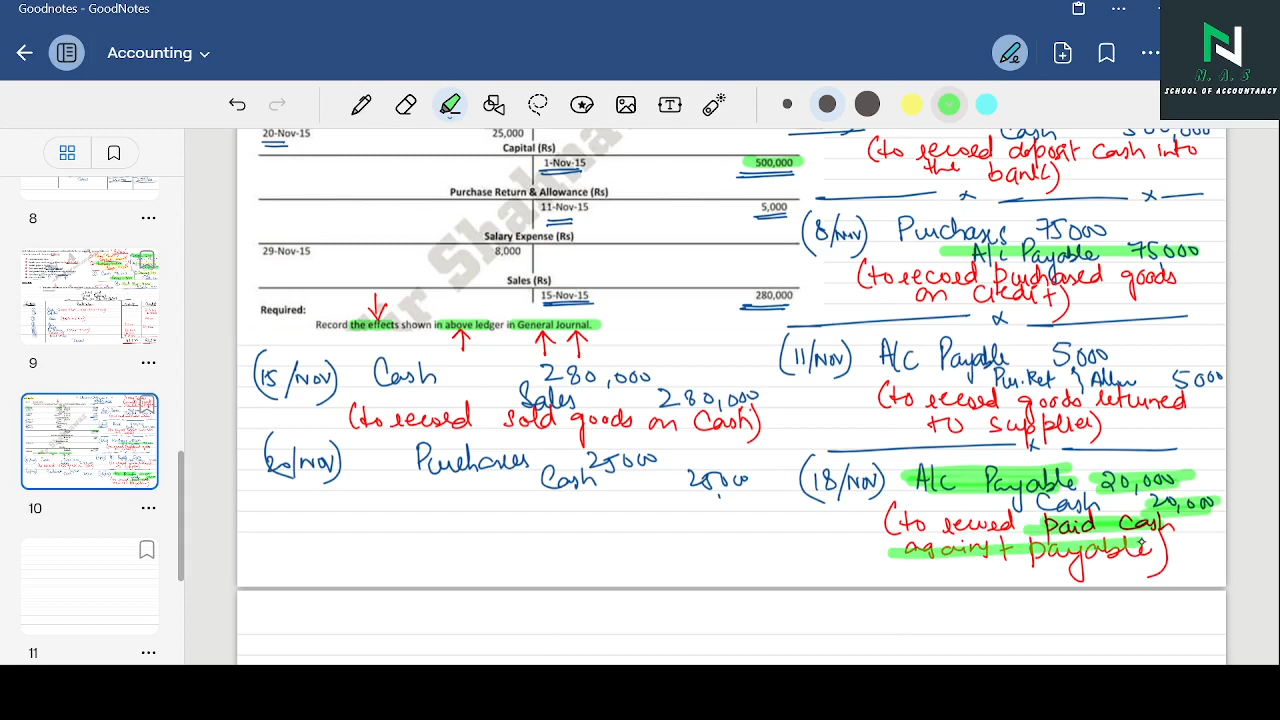 Goodnotes - GoodNotes
Accounting
N. A. S
SCHOOL OF ACCOUNTANCY
8
9
10
11
20-Nov-15 25,000
Capital (Rs)
1-Nov-15 500,000
Purchase Return & Allowance (Rs)
11-Nov-15 5,000
Salary Expense (Rs)
29-Nov-15 8,000
Sales (Rs)
15-Nov-15 280,000
Required:
Record the effects shown in above ledger in General Journal.
(15/Nov) Cash 280,000
Sales 280,000
(to record sold goods on Cash)
(20/Nov) Purchases 25000
Cash 25000
Cash 500,000
(to record deposit cash into
the bank)
(8/Nov) Purchases 75000
A/c Payable 75000
(to record purchased goods
on Credit)
(11/Nov) A/C Payable 5000
Pur.Ret & Allow 5000
(to record goods returned
to supplier)
(18/Nov) A/c Payable 20,000
Cash 20,000
(to record paid cash
against payable)